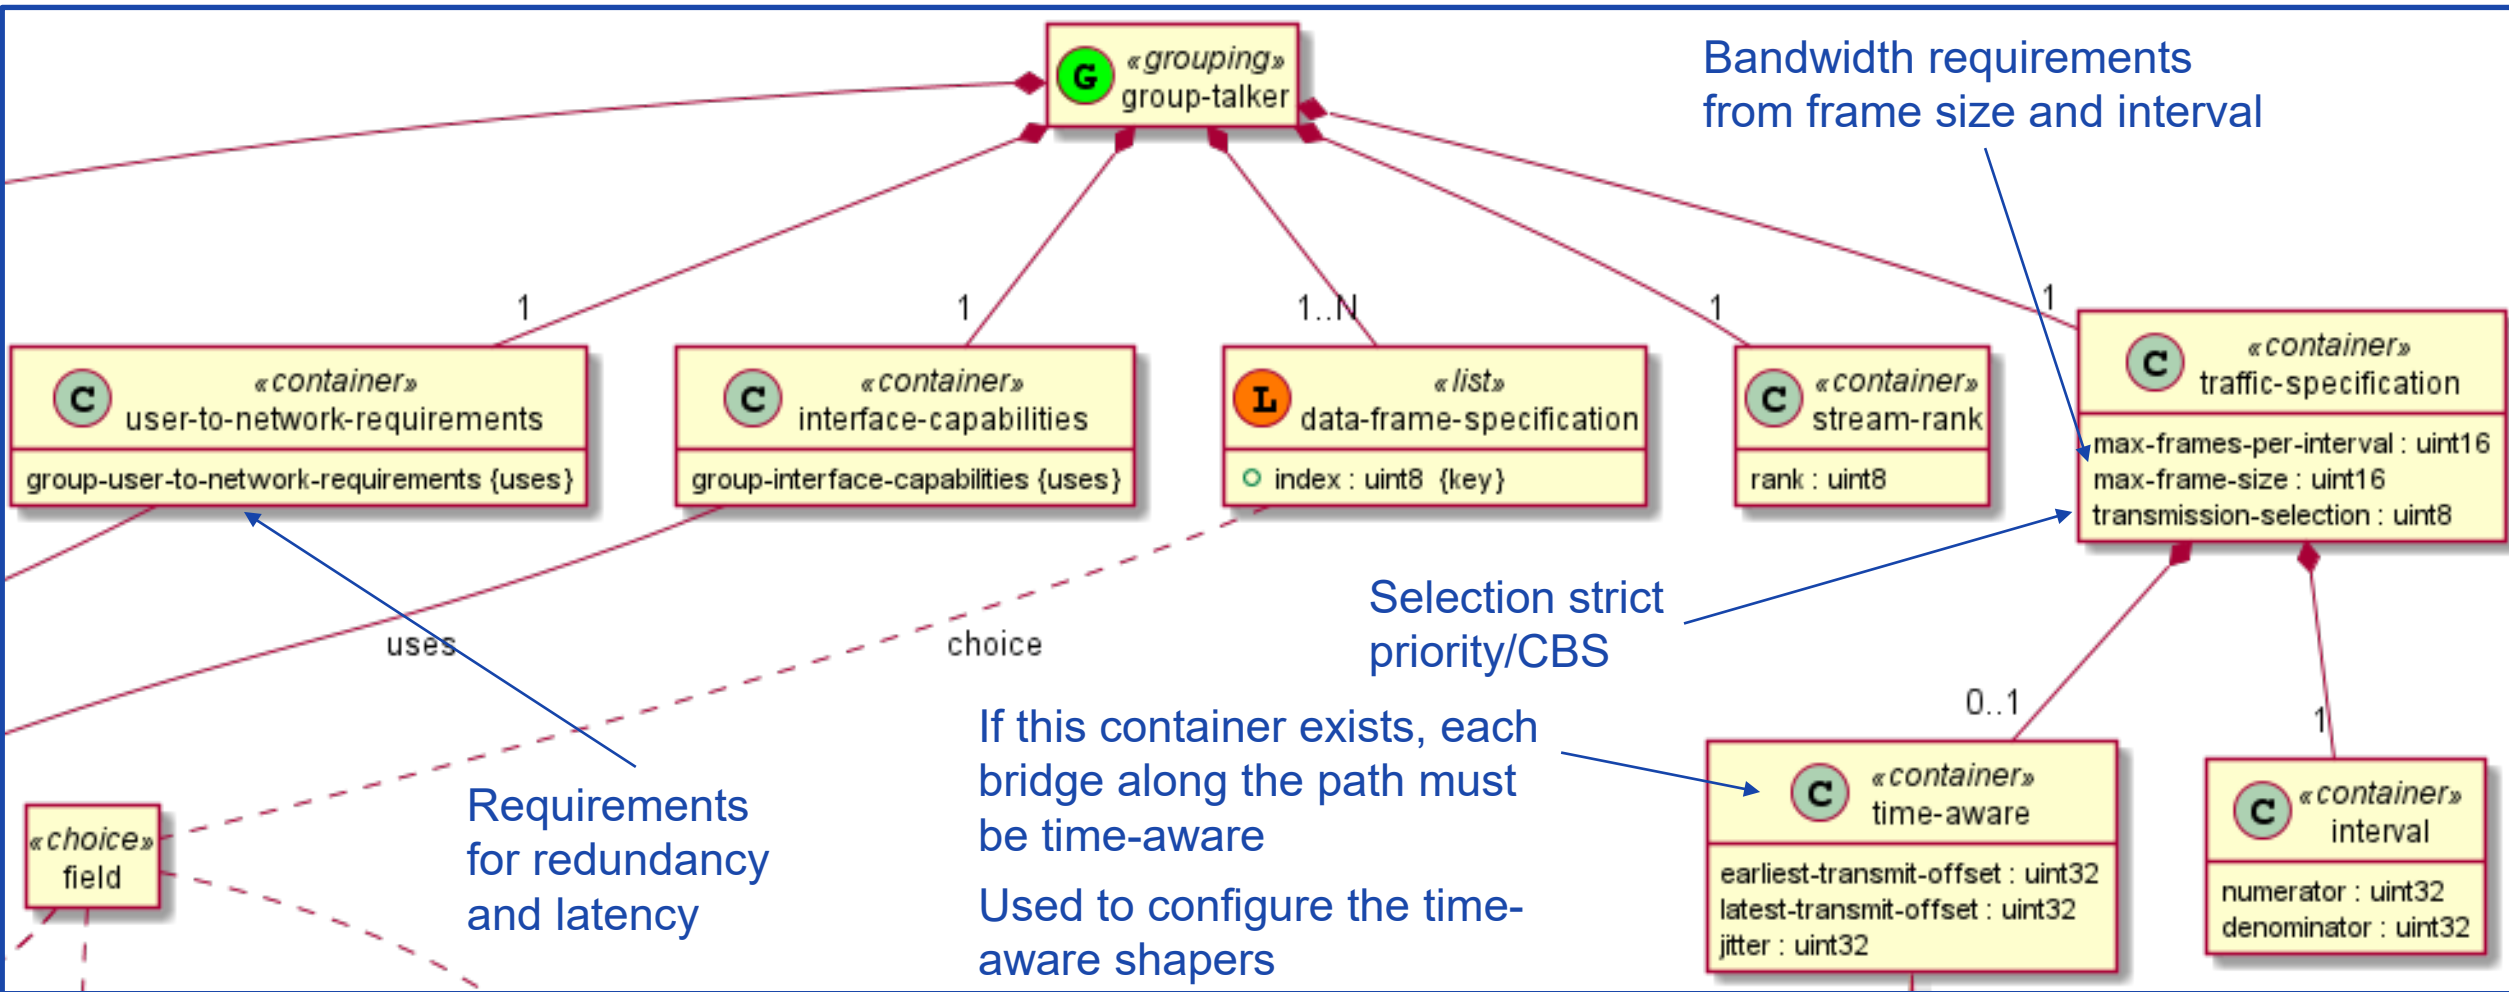 G
«grouping»
group-talker
Bandwidth requirements
from frame size and interval
1
1
1..N
1
1
C
«container»
user-to-network-requirements
group-user-to-network-requirements {uses}
C
«container»
interface-capabilities
group-interface-capabilities {uses}
L
«list»
data-frame-specification
index : uint8 {key}
C
«container»
stream-rank
rank : uint8
C
«container»
traffic-specification
max-frames-per-interval : uint16
max-frame-size : uint16
transmission-selection : uint8
uses
choice
Selection strict
priority/CBS
0..1
1
If this container exists, each
bridge along the path must
be time-aware
Used to configure the time-
aware shapers
Requirements
for redundancy
and latency
«choice»
field
C
«container»
time-aware
earliest-transmit-offset : uint32
latest-transmit-offset : uint32
jitter : uint32
C
«container»
interval
numerator : uint32
denominator : uint32